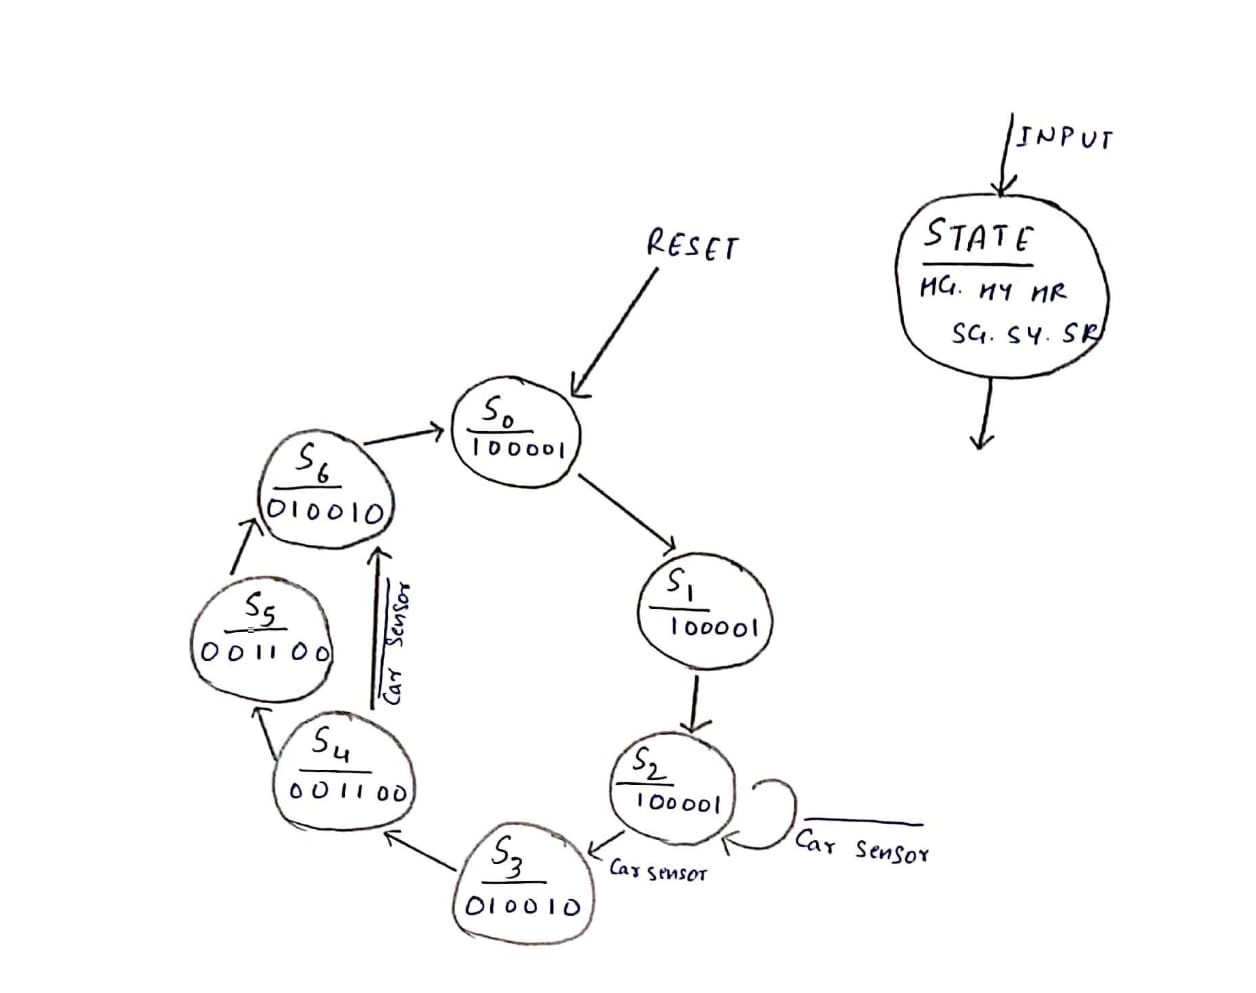 INPUT
STATE
MG. MY MR
SG. SY. SR
RESET
S0
100001
S6
010010
S1
100001
S5
001100
Car Sensor
S4
001100
S2
100001
Car Sensor
Car sensor
S3
010010